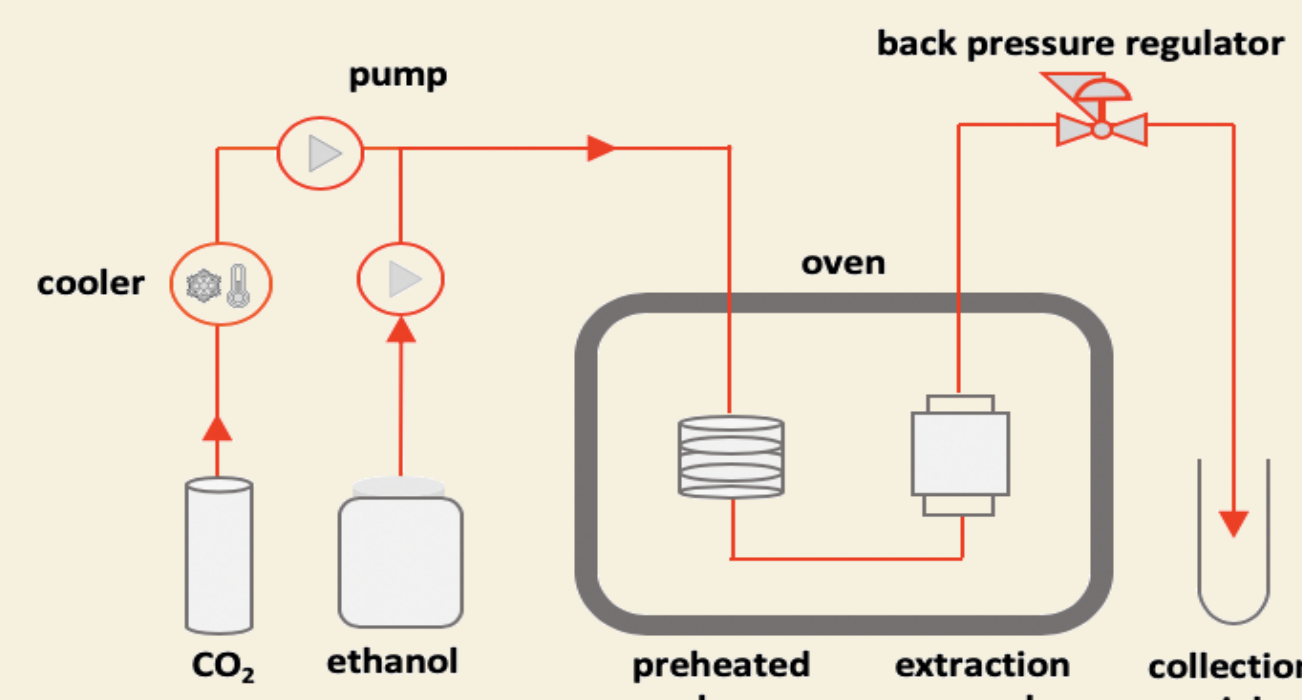 back pressure regulator
pump
oven
cooler
CO₂
ethanol
preheated
extraction